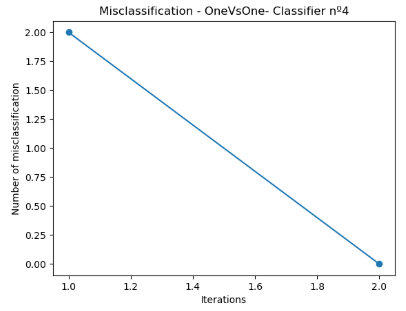 Misclassification - OneVsOne- Classifier nº4
Number of misclassification
2.00
1.75
1.50
1.25
1.00
0.75
0.50
0.25
0.00
1.0 1.2 1.4 1.6 1.8 2.0
Iterations